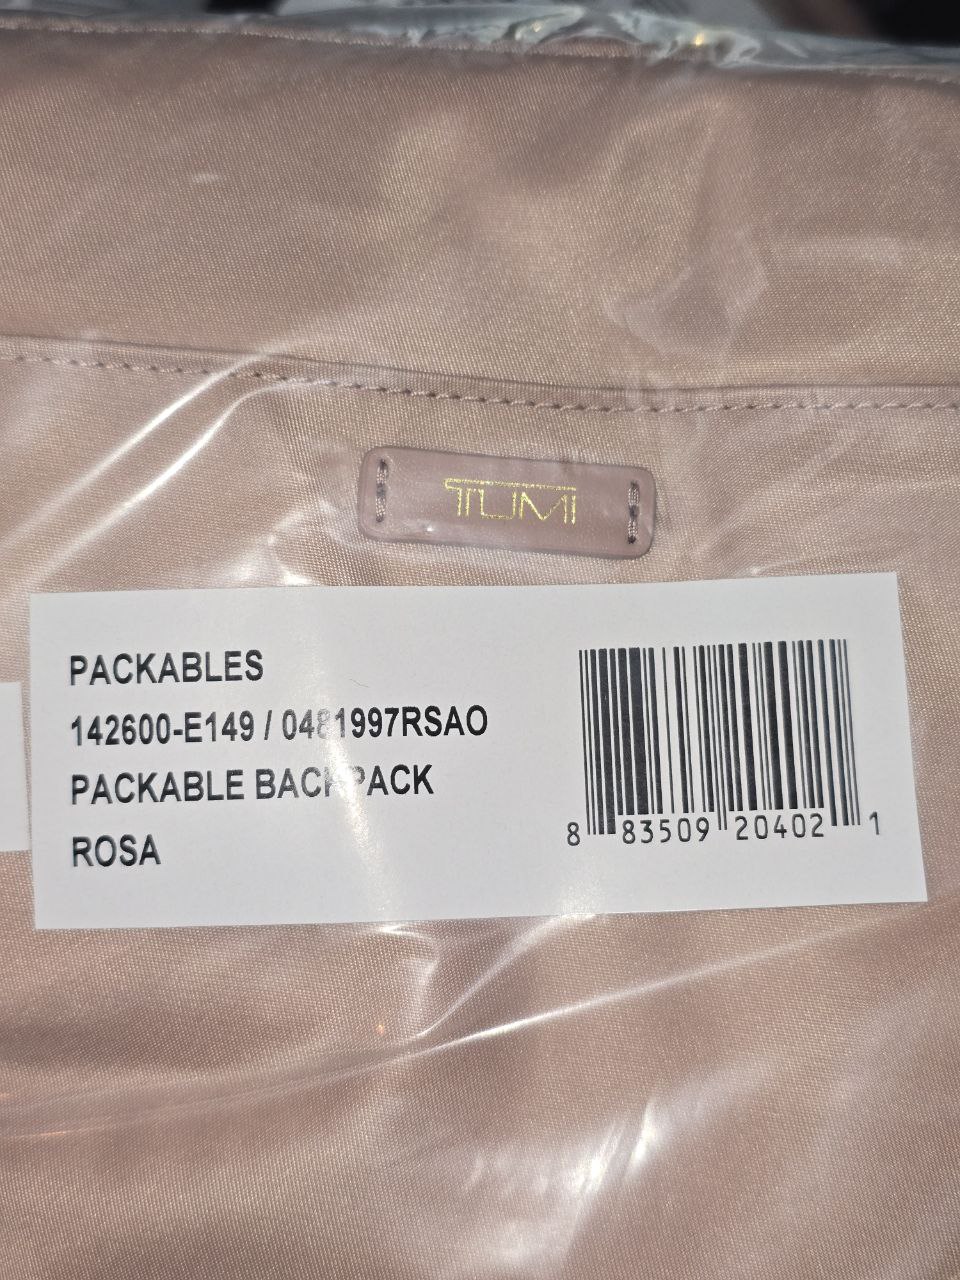 TUMI
PACKABLES
142600-E149 / 0481997RSAO
PACKABLE BACKPACK
ROSA
8 83509 20402 1